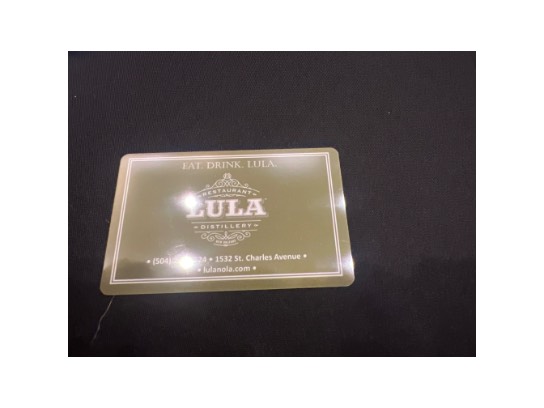 EAT. DRINK. LULA.
RESTAURANT
LULA
DISTILLERY
• (504) • 1532 St. Charles Avenue •
• lulanola.com •